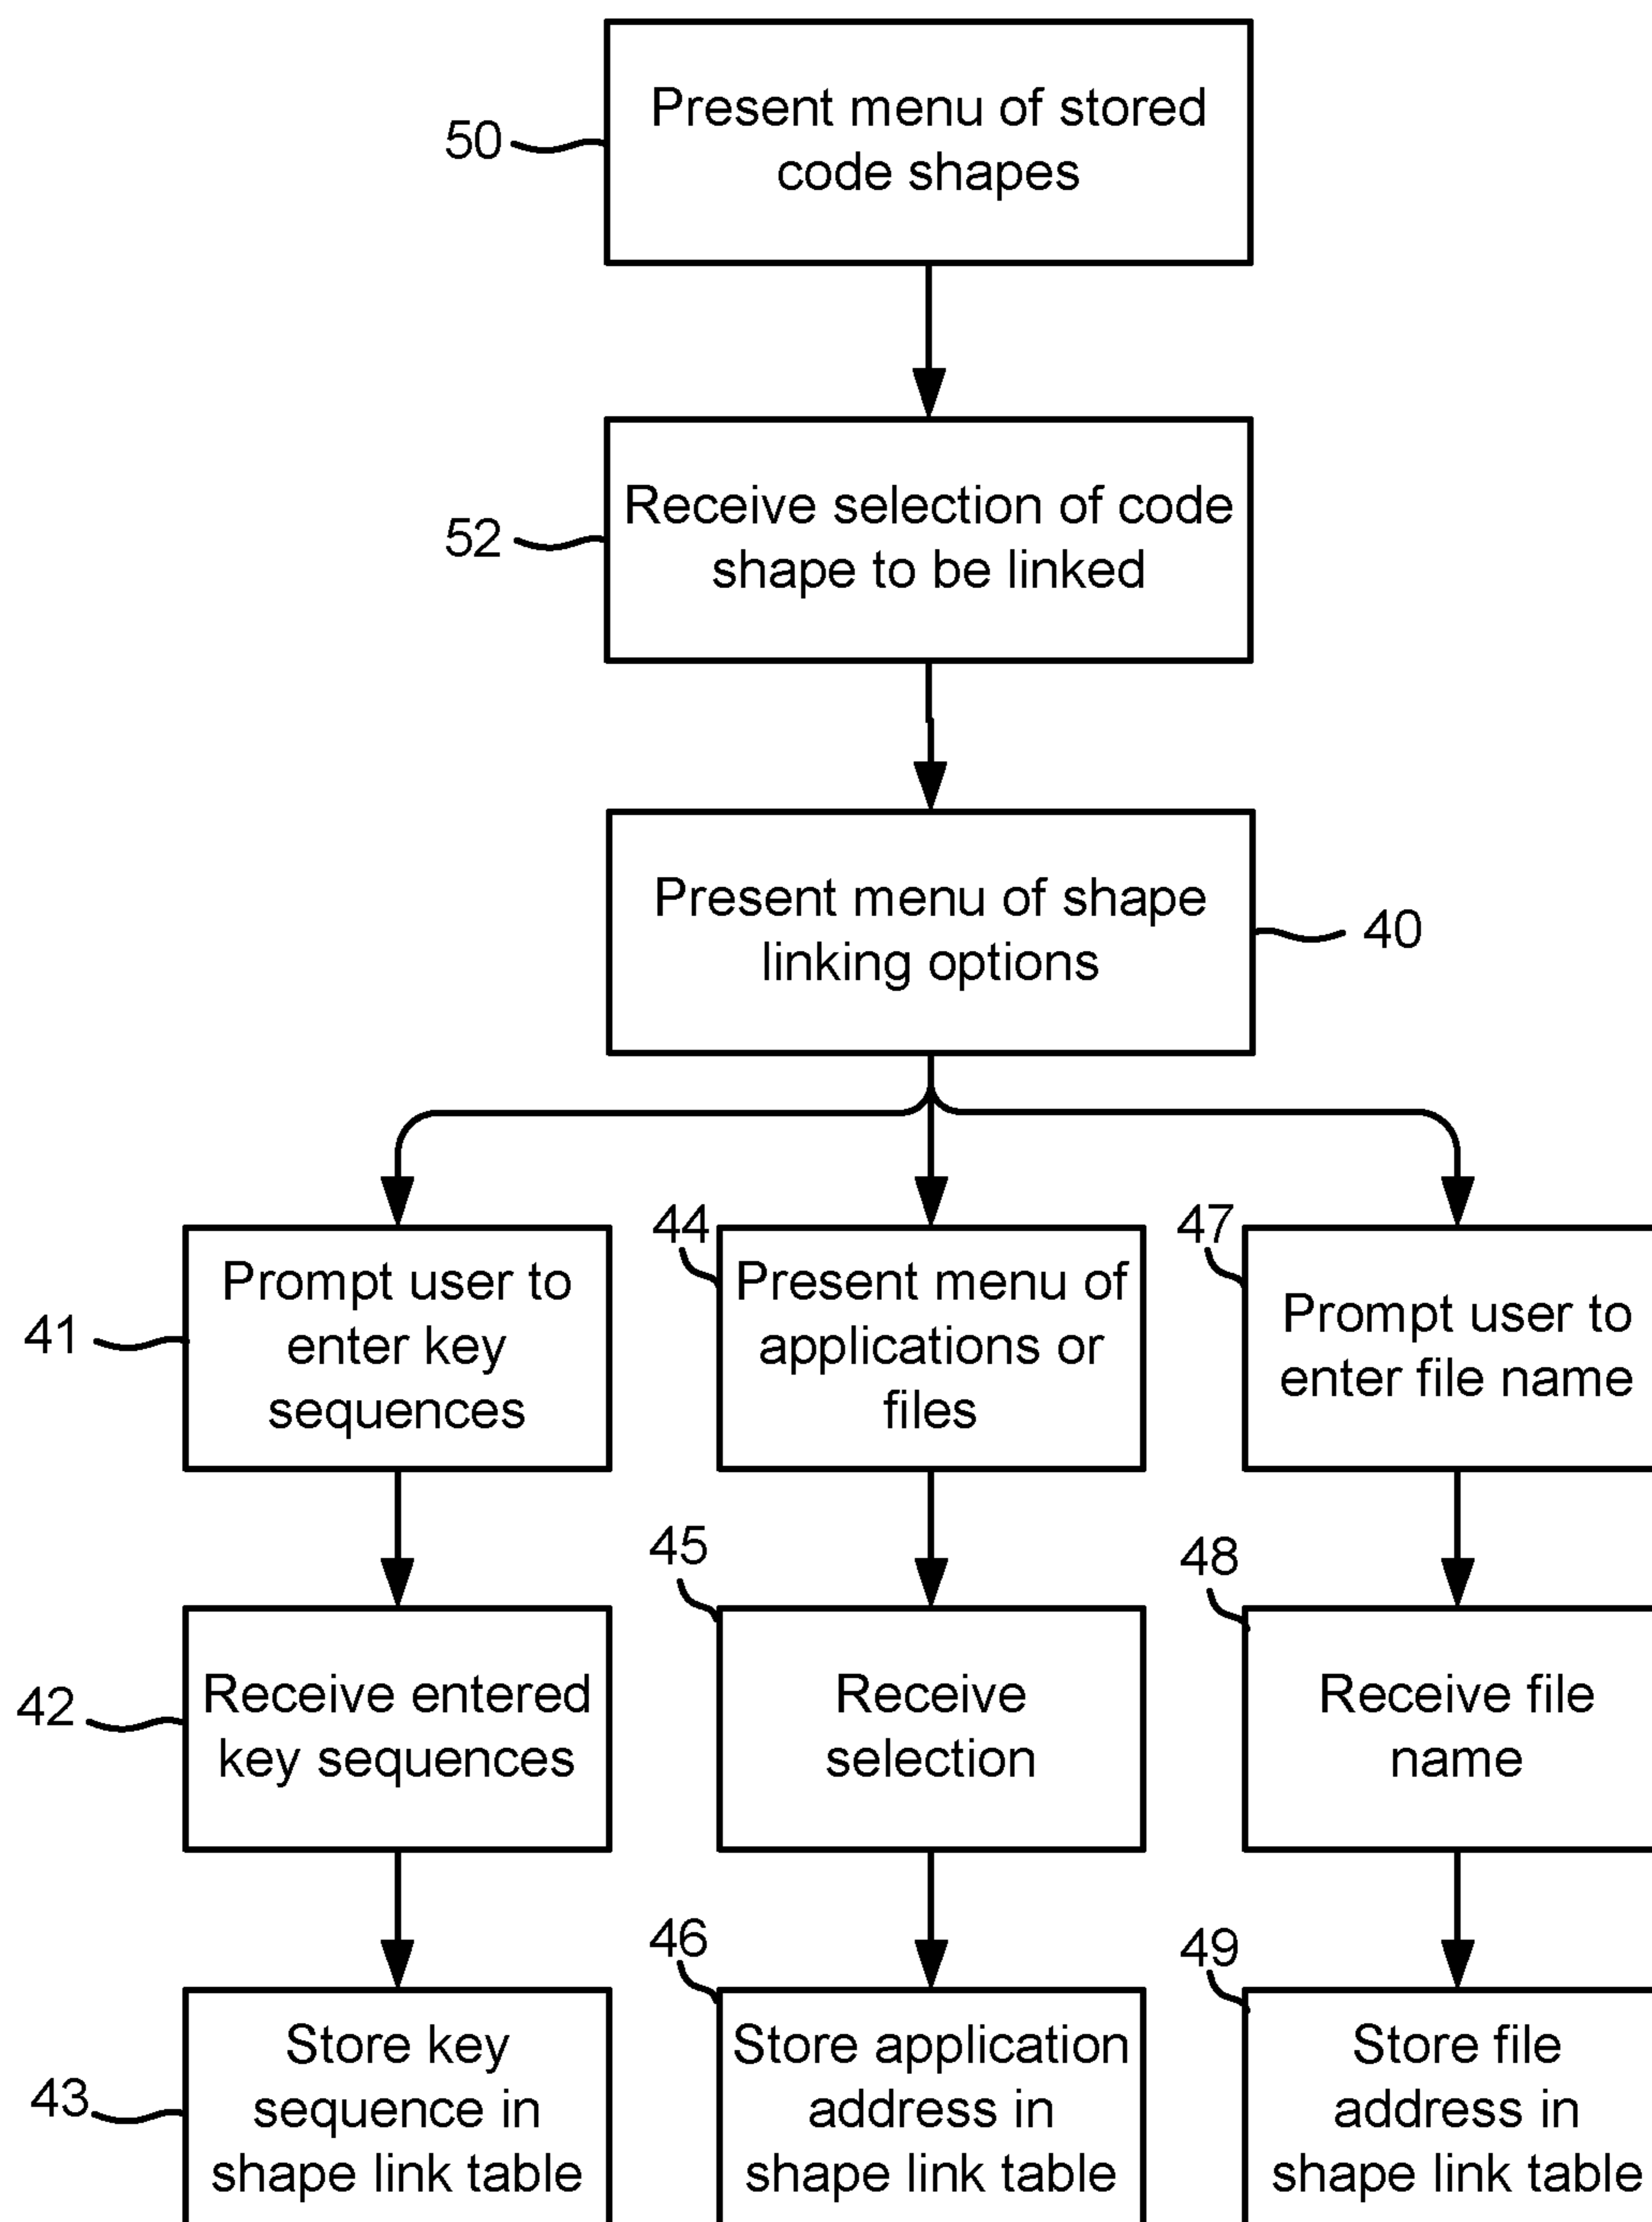 50
Present menu of stored
code shapes
52
Receive selection of code
shape to be linked
Present menu of shape
linking options
40
41
Prompt user to
enter key
sequences
44
Present menu of
applications or
files
47
Prompt user to
enter file name
42
Receive entered
key sequences
45
Receive
selection
48
Receive file
name
43
Store key
sequence in
shape link table
46
Store application
address in
shape link table
49
Store file
address in
shape link table